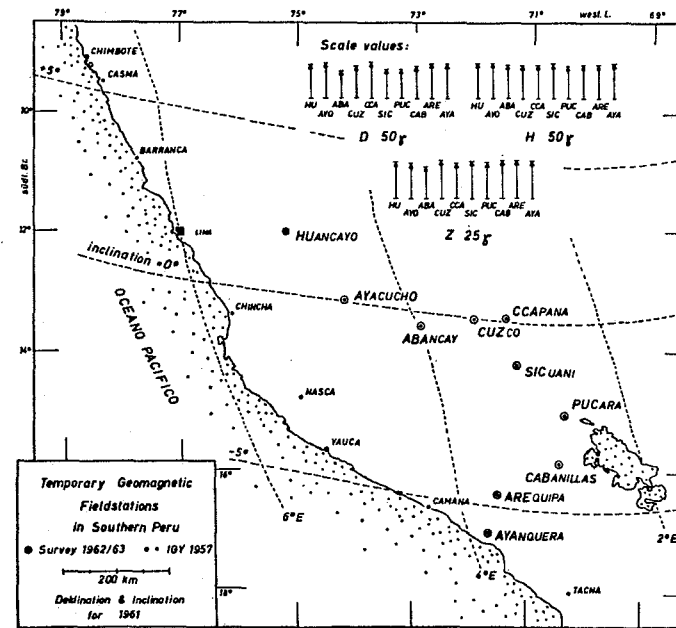 79° 77° 75° 73° 71° westl. L. 69°
Scale values:
CHIMBOTE
CASMA
+5°
HU AYO ABA CUZ CCA SIC PUC CAB ARE AYA
D 50γ
HU AYO ABA CUZ CCA SIC PUC CAB ARE AYA
H 50γ
10°
BARRANCA
südl. Br.
HU AYO ABA CUZ CCA SIC PUC CAB ARE AYA
Z 25γ
12°
LIMA
HUANCAYO
inclination "0"
OCEANO PACIFICO
AYACUCHO
CCAPANA
CHINCHA
ABANCAY
CUZCO
14°
SICUANI
NASCA
PUCARA
YAUCA
-5°
CABANILLAS
16°
AREQUIPA
CAMANA
6°E
AYANQUERA
2°E
4°E
TACNA
18°
Temporary Geomagnetic
Fieldstations
in Southern Peru
Survey 1962/63 IGY 1957
200 km
Deklination & Inclination
for 1961